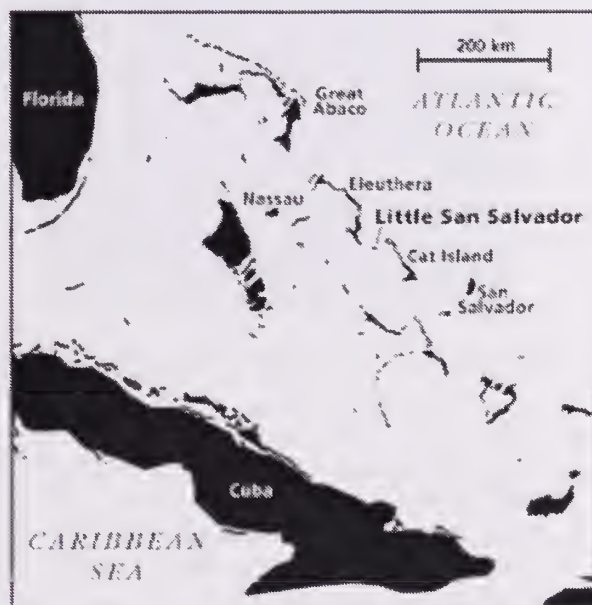 200 km
Florida
Great
Abaco
ATLANTIC
OCEAN
Eleuthera
Nassau
Little San Salvador
Cat Island
San
Salvador
Cuba
CARIBBEAN
SEA